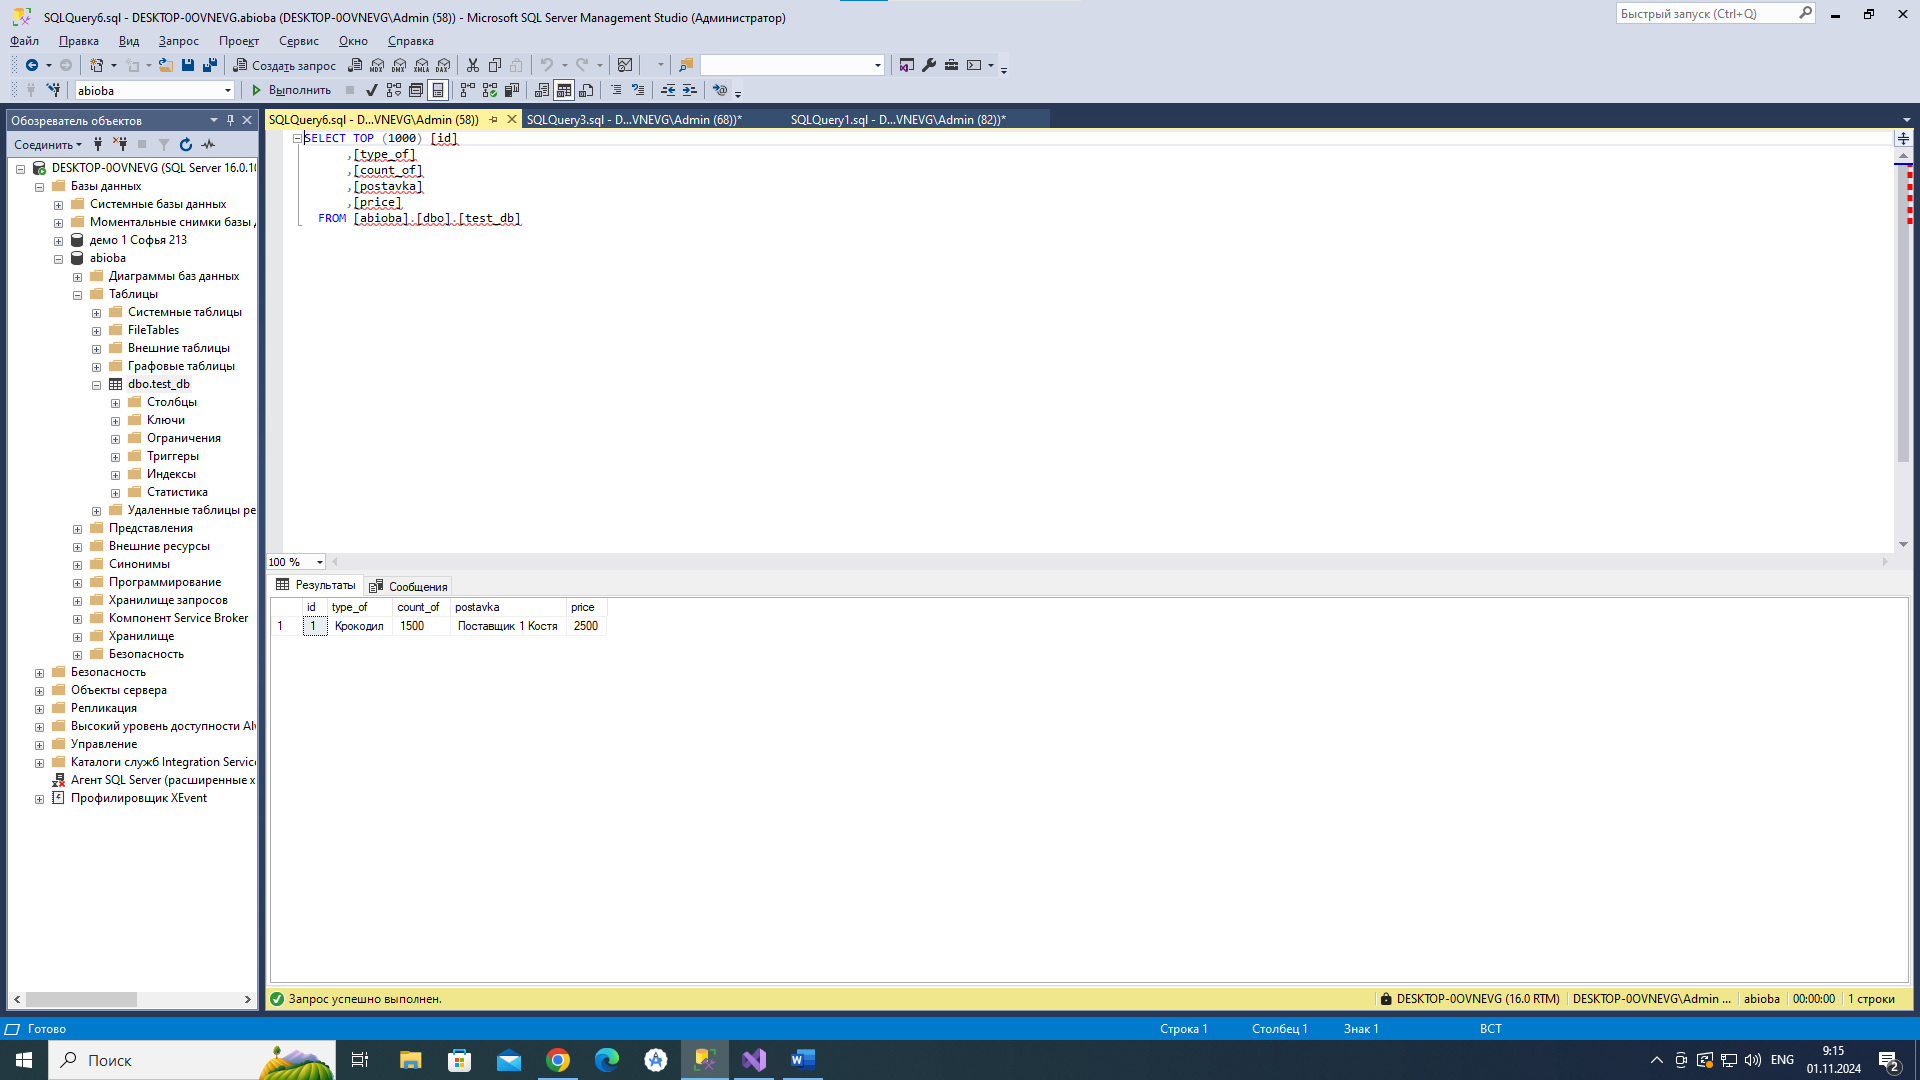 SQLQuery6.sql - DESKTOP-0OVNEVG.abioba (DESKTOP-0OVNEVG\Admin (58)) - Microsoft SQL Server Management Studio (Администратор)
Быстрый запуск (Ctrl+Q)
Файл Правка Вид Запрос Проект Сервис Окно Справка
Создать запрос
MDX DMX XMLA DAX
abioba
Выполнить
Обозреватель объектов
SQLQuery6.sql - D...VNEVG\Admin (58))
SQLQuery3.sql - D...VNEVG\Admin (68))*
SQLQuery1.sql - D...VNEVG\Admin (82))*
Соединить
DESKTOP-0OVNEVG (SQL Server 16.0.10
Базы данных
Системные базы данных
Моментальные снимки базы
демо 1 Софья 213
abioba
Диаграммы баз данных
Таблицы
Системные таблицы
FileTables
Внешние таблицы
Графовые таблицы
dbo.test_db
Столбцы
Ключи
Ограничения
Триггеры
Индексы
Статистика
Удаленные таблицы ре
Представления
Внешние ресурсы
Синонимы
Программирование
Хранилище запросов
Компонент Service Broker
Хранилище
Безопасность
Безопасность
Объекты сервера
Репликация
Высокий уровень доступности Al
Управление
Каталоги служб Integration Service
Агент SQL Server (расширенные х
Профилировщик XEvent
SELECT TOP (1000) [id]
,[type_of]
,[count_of]
,[postavka]
,[price]
FROM [abioba].[dbo].[test_db]
100 %
Результаты Сообщения
id type_of count_of postavka price
1 1 Крокодил 1500 Поставщик 1 Костя 2500
Запрос успешно выполнен.
DESKTOP-0OVNEVG (16.0 RTM) DESKTOP-0OVNEVG\Admin ... abioba 00:00:00 1 строки
Готово
Строка 1 Столбец 1 Знак 1 ВСТ
Поиск
ENG
9:15
01.11.2024
2